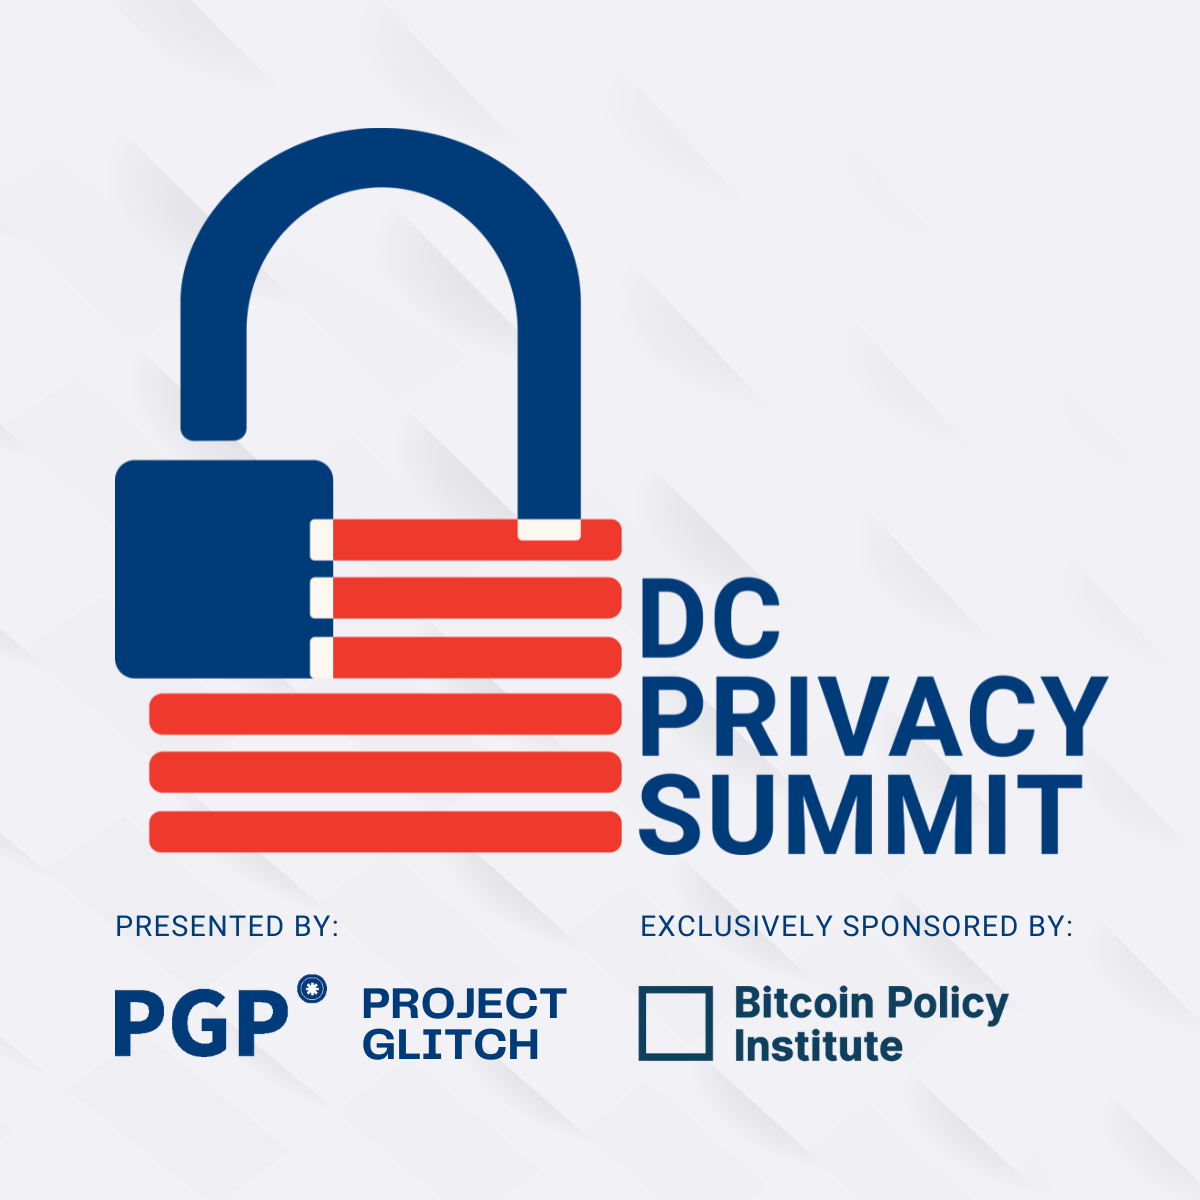 DC
PRIVACY
SUMMIT
PRESENTED BY:
PGP
PROJECT
GLITCH
EXCLUSIVELY SPONSORED BY:
Bitcoin Policy
Institute